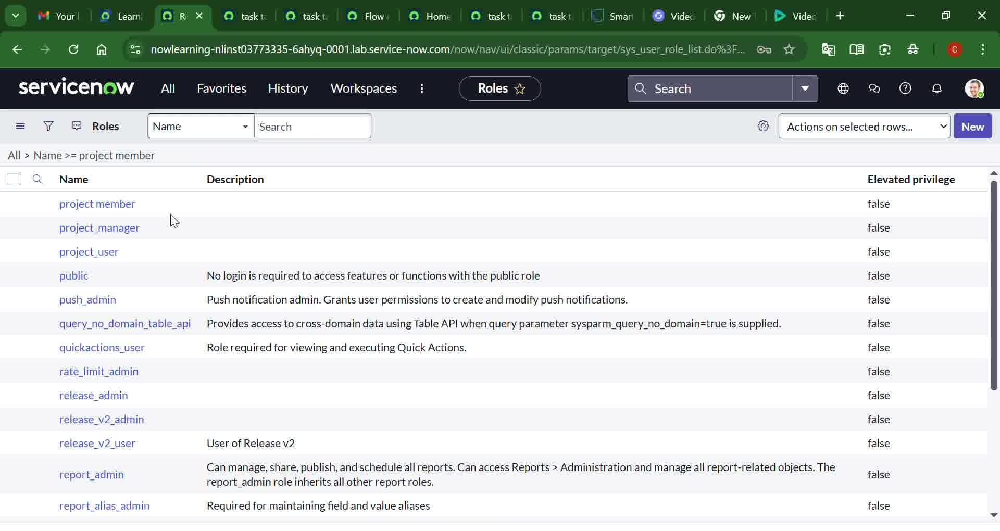 Your
Learn
R
task t
task t
Flow
Home
task t
task t
Smar
Video
New
Video
nowlearning-nlinst03773335-6ahyq-0001.lab.service-now.com/now/nav/ui/classic/params/target/sys_user_role_list.do%3F...
C
servicenow
All
Favorites
History
Workspaces
Roles
Search
Roles
Name
Search
Actions on selected rows...
New
All > Name >= project member
Name Description Elevated privilege
project member false
project_manager false
project_user false
public No login is required to access features or functions with the public role false
push_admin Push notification admin. Grants user permissions to create and modify push notifications. false
query_no_domain_table_api Provides access to cross-domain data using Table API when query parameter sysparm_query_no_domain=true is supplied. false
quickactions_user Role required for viewing and executing Quick Actions. false
rate_limit_admin false
release_admin false
release_v2_admin false
release_v2_user User of Release v2 false
report_admin Can manage, share, publish, and schedule all reports. Can access Reports > Administration and manage all report-related objects. The false
report_admin role inherits all other report roles.
report_alias_admin Required for maintaining field and value aliases false